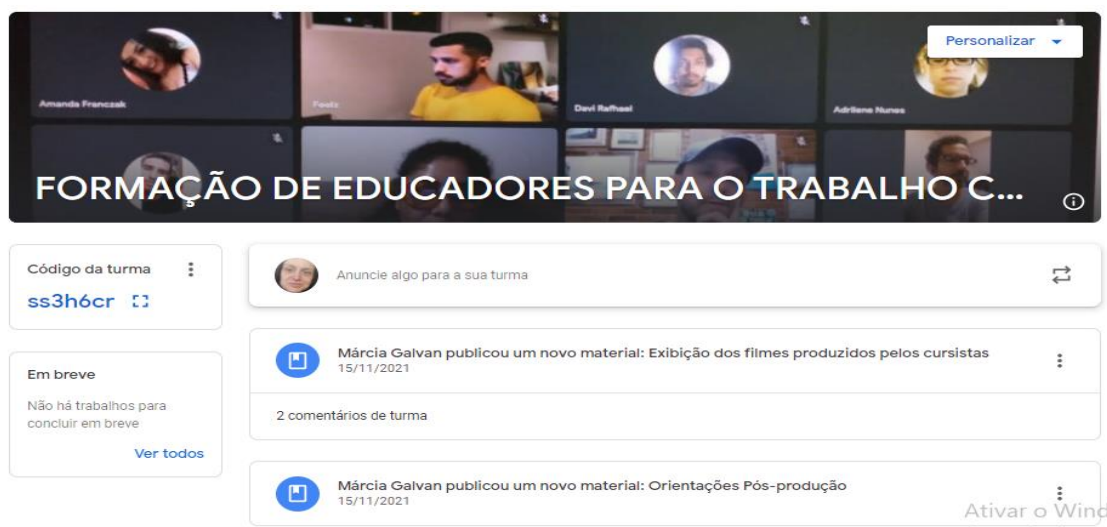 Personalizar
Amanda Franczak
Davi Raffael
Adrilene Nunes
FORMAÇÃO DE EDUCADORES PARA O TRABALHO C...
Código da turma
ss3h6cr
Anuncie algo para a sua turma
Em breve
Não há trabalhos para
concluir em breve
Ver todos
Márcia Galvan publicou um novo material: Exibição dos filmes produzidos pelos cursistas
15/11/2021
2 comentários de turma
Márcia Galvan publicou um novo material: Orientações Pós-produção
15/11/2021
Ativar o Wind